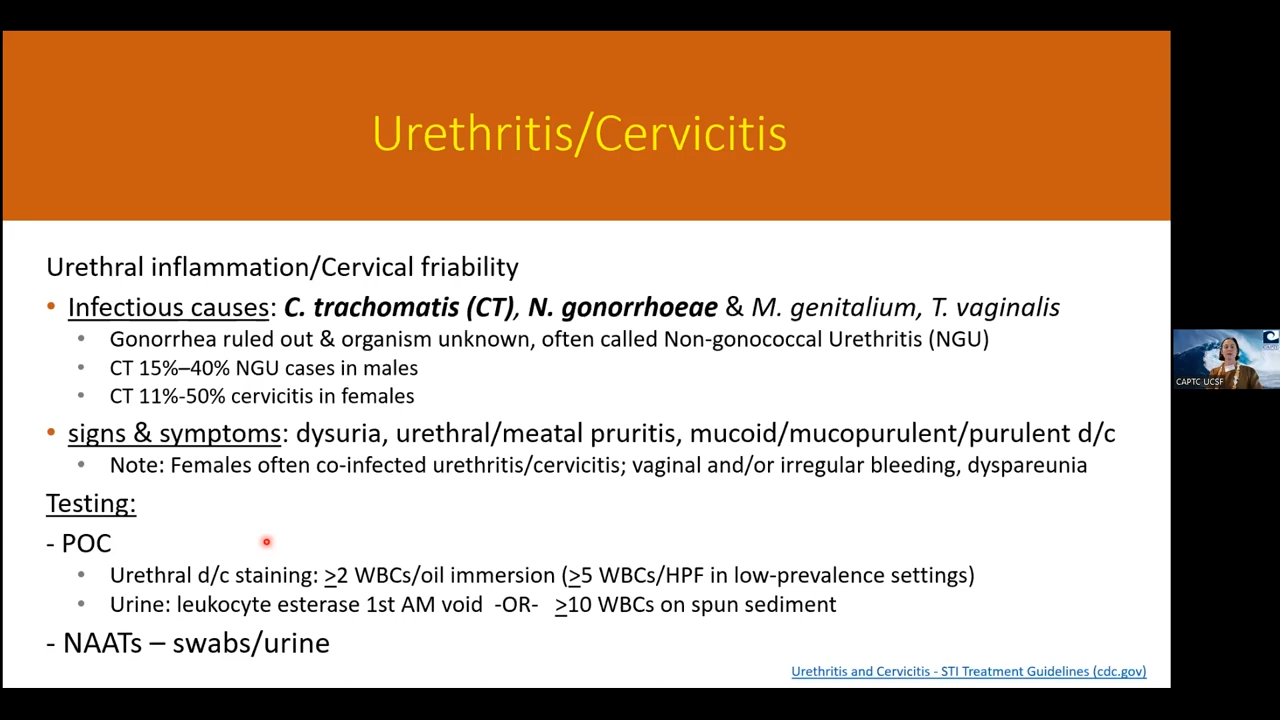 Urethritis/Cervicitis
Urethral inflammation/Cervical friability
• Infectious causes: C. trachomatis (CT), N. gonorrhoeae & M. genitalium, T. vaginalis
• Gonorrhea ruled out & organism unknown, often called Non-gonococcal Urethritis (NGU)
• CT 15%–40% NGU cases in males
• CT 11%-50% cervicitis in females
• signs & symptoms: dysuria, urethral/meatal pruritis, mucoid/mucopurulent/purulent d/c
• Note: Females often co-infected urethritis/cervicitis; vaginal and/or irregular bleeding, dyspareunia
Testing:
- POC
• Urethral d/c staining: >2 WBCs/oil immersion (>5 WBCs/HPF in low-prevalence settings)
• Urine: leukocyte esterase 1st AM void -OR- >10 WBCs on spun sediment
- NAATs – swabs/urine
Urethritis and Cervicitis - STI Treatment Guidelines (cdc.gov)
CAPTC UCSF